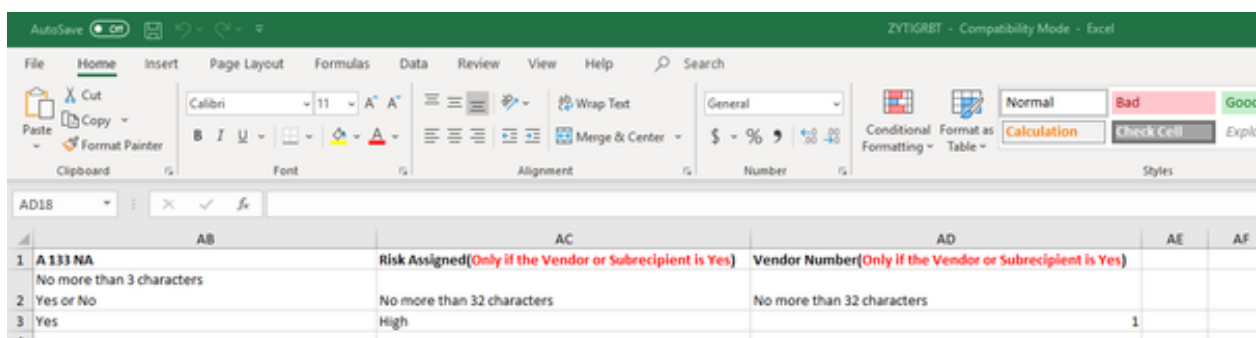 AutoSave Off ZYTIGRBT - Compatibility Mode - Excel
File Home Insert Page Layout Formulas Data Review View Help Search
Cut
Copy
Paste
Format Painter
Calibri 11 A^ A˅
B I U A
Wrap Text
Merge & Center
General
$ % ,
Conditional Formatting
Format as Table
Normal Bad Good
Calculation Check Cell
Clipboard Font Alignment Number Styles
AD18 fx
AB AC AD AE AF
1 A 133 NA Risk Assigned(Only if the Vendor or Subrecipient is Yes) Vendor Number(Only if the Vendor or Subrecipient is Yes)
No more than 3 characters
2 Yes or No No more than 32 characters No more than 32 characters
3 Yes High 1